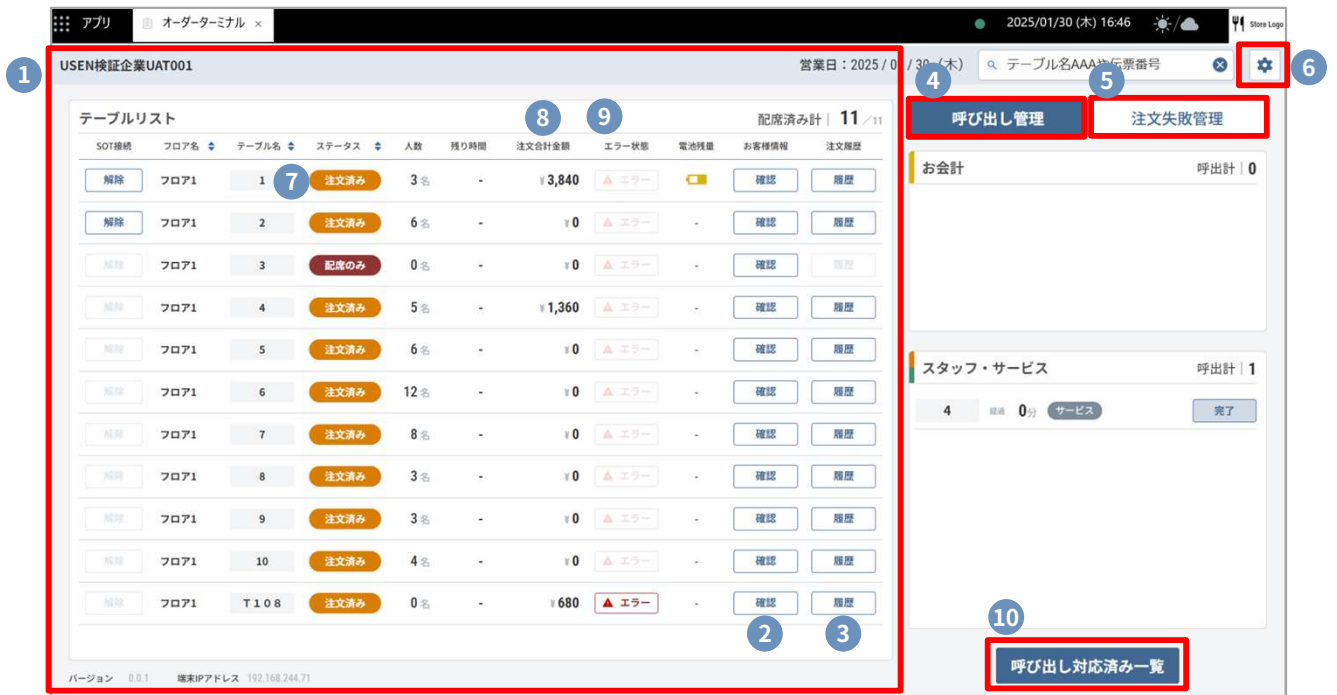 アプリ オーダーターミナル × 2025/01/30 (木) 16:46 Store Logo
1 USEN検証企業UAT001 営業日：2025 / 0 / 30 (木) テーブル名AAAや伝票番号 6
4 5
テーブルリスト 8 9 配席済み計 | 11 / 11 呼び出し管理 注文失敗管理
SOT接続 フロア名 テーブル名 ステータス 人数 残り時間 注文合計金額 エラー状態 電池残量 お客様情報 注文履歴
解除 フロア1 1 7 注文済み 3名 - ¥3,840 エラー 確認 履歴
解除 フロア1 2 注文済み 6名 - ¥0 エラー - 確認 履歴
解除 フロア1 3 配席のみ 0名 - ¥0 エラー - 確認 履歴
解除 フロア1 4 注文済み 5名 - ¥1,360 エラー - 確認 履歴
解除 フロア1 5 注文済み 6名 - ¥0 エラー - 確認 履歴
解除 フロア1 6 注文済み 12名 - ¥0 エラー - 確認 履歴
解除 フロア1 7 注文済み 8名 - ¥0 エラー - 確認 履歴
解除 フロア1 8 注文済み 3名 - ¥0 エラー - 確認 履歴
解除 フロア1 9 注文済み 3名 - ¥0 エラー - 確認 履歴
解除 フロア1 10 注文済み 4名 - ¥0 エラー - 確認 履歴
解除 フロア1 T108 注文済み 0名 - ¥680 エラー - 確認 履歴
2 3
バージョン 0.0.1 端末IPアドレス 192.168.244.71
お会計 呼出計 | 0
スタッフ・サービス 呼出計 | 1
4 経過 0分 サービス 完了
10
呼び出し対応済み一覧